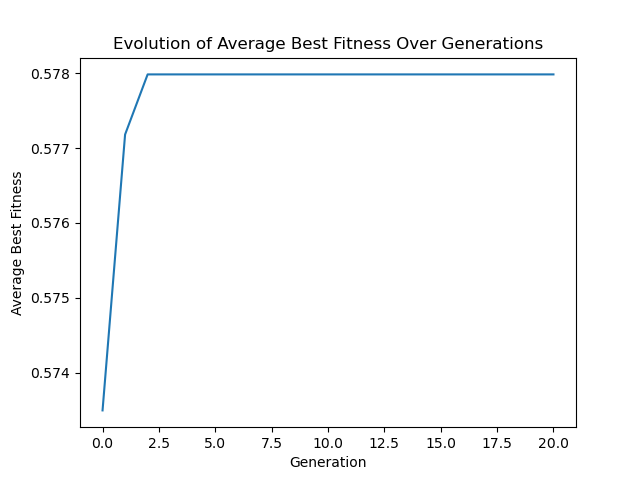 Evolution of Average Best Fitness Over Generations
0.578
0.577
0.576
0.575
0.574
Average Best Fitness
0.0 2.5 5.0 7.5 10.0 12.5 15.0 17.5 20.0
Generation